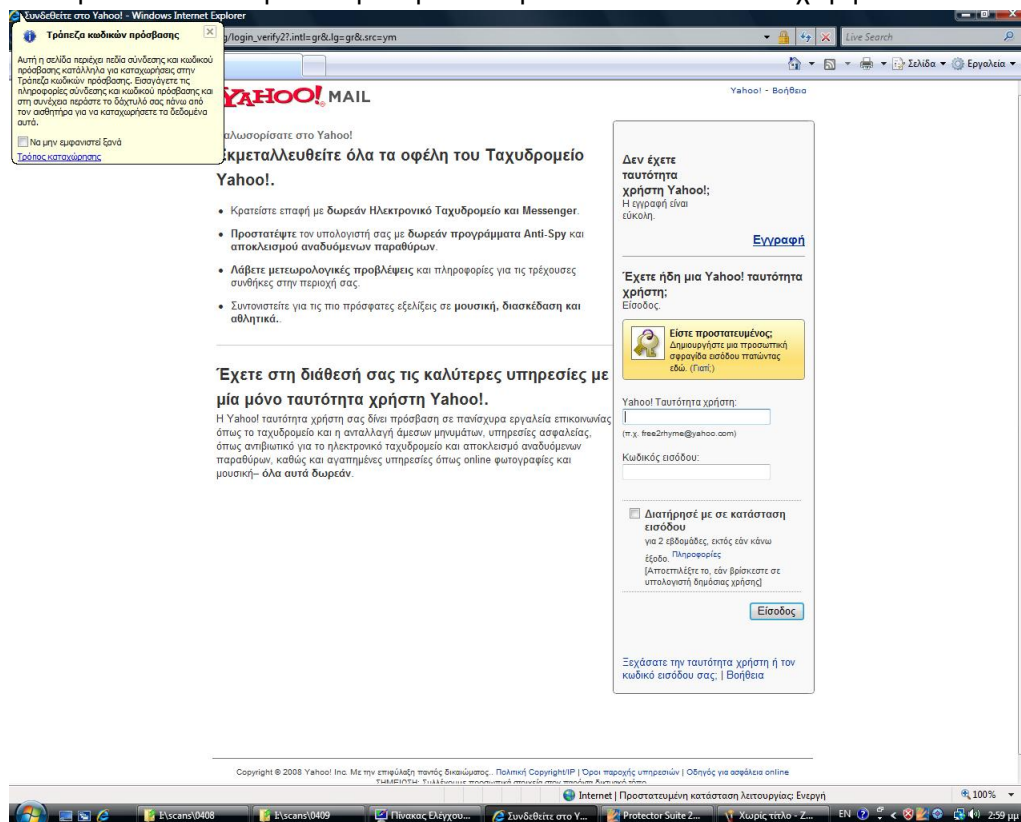 Συνδεθείτε στο Yahoo! - Windows Internet Explorer
g/login_verify2?.intl=gr&.lg=gr&.src=ym
Live Search
Τράπεζα κωδικών πρόσβασης
Αυτή η σελίδα περιέχει πεδία σύνδεσης και κωδικού
πρόσβασης κατάλληλα για καταχωρήσεις στην
Τράπεζα κωδικών πρόσβασης. Εισαγάγετε τις
πληροφορίες σύνδεσης και κωδικού πρόσβασης και
στη συνέχεια περάστε το δάχτυλό σας πάνω από
τον αισθητήρα για να καταχωρήσετε τα δεδομένα
αυτά.
Να μην εμφανιστεί ξανά
Τρόπος καταχώρησης
Σελίδα
Εργαλεία
YAHOO! MAIL
Yahoo! - Βοήθεια
αλωσορίσατε στο Yahoo!
Εκμεταλλευθείτε όλα τα οφέλη του Ταχυδρομείο
Yahoo!.
• Κρατείστε επαφή με δωρεάν Ηλεκτρονικό Ταχυδρομείο και Messenger.
• Προστατέψτε τον υπολογιστή σας με δωρεάν προγράμματα Anti-Spy και
αποκλεισμού αναδυόμενων παραθύρων.
• Λάβετε μετεωρολογικές προβλέψεις και πληροφορίες για τις τρέχουσες
συνθήκες στην περιοχή σας.
• Συντονιστείτε για τις πιο πρόσφατες εξελίξεις σε μουσική, διασκέδαση και
αθλητικά..
Έχετε στη διάθεσή σας τις καλύτερες υπηρεσίες με
μία μόνο ταυτότητα χρήστη Yahoo!.
Η Yahoo! ταυτότητα χρήστη σας δίνει πρόσβαση σε πανίσχυρα εργαλεία επικοινωνίας
όπως το ταχυδρομείο και η ανταλλαγή άμεσων μηνυμάτων, υπηρεσίες ασφαλείας,
όπως αντιβιωτικό για το ηλεκτρονικό ταχυδρομείο και αποκλεισμό αναδυόμενων
παραθύρων, καθώς και αγαπημένες υπηρεσίες όπως online φωτογραφίες και
μουσική– όλα αυτά δωρεάν.
Δεν έχετε
ταυτότητα
χρήστη Yahoo!;
Η εγγραφή είναι
εύκολη.
Εγγραφή
Έχετε ήδη μια Yahoo! ταυτότητα
χρήστη;
Είσοδος.
Είστε προστατευμένος;
Δημιουργήστε μια προσωπική
σφραγίδα εισόδου πατώντας
εδώ. (Γιατί;)
Yahoo! Ταυτότητα χρήστη:
(π.χ. free2rhyme@yahoo.com)
Κωδικός εισόδου:
Διατήρησέ με σε κατάσταση
εισόδου
για 2 εβδομάδες, εκτός εάν κάνω
έξοδο. Πληροφορίες
[Αποεπιλέξτε το, εάν βρίσκεστε σε
υπολογιστή δημόσιας χρήσης]
Είσοδος
Ξεχάσατε την ταυτότητα χρήστη ή τον
κωδικό εισόδου σας; | Βοήθεια
Copyright © 2008 Yahoo! Inc. Με την επιφύλαξη παντός δικαιώματος.. Πολιτική Copyright/IP | Όροι παροχής υπηρεσιών | Οδηγός για ασφάλεια online
Internet | Προστατευμένη κατάσταση λειτουργίας: Ενεργή
100%
I:\scans\0408
I:\scans\0409
Πίνακας Ελέγχου...
Συνδεθείτε στο Y...
Protector Suite 2...
Χωρίς τίτλο - Ζ...
EN
2:59 μμ